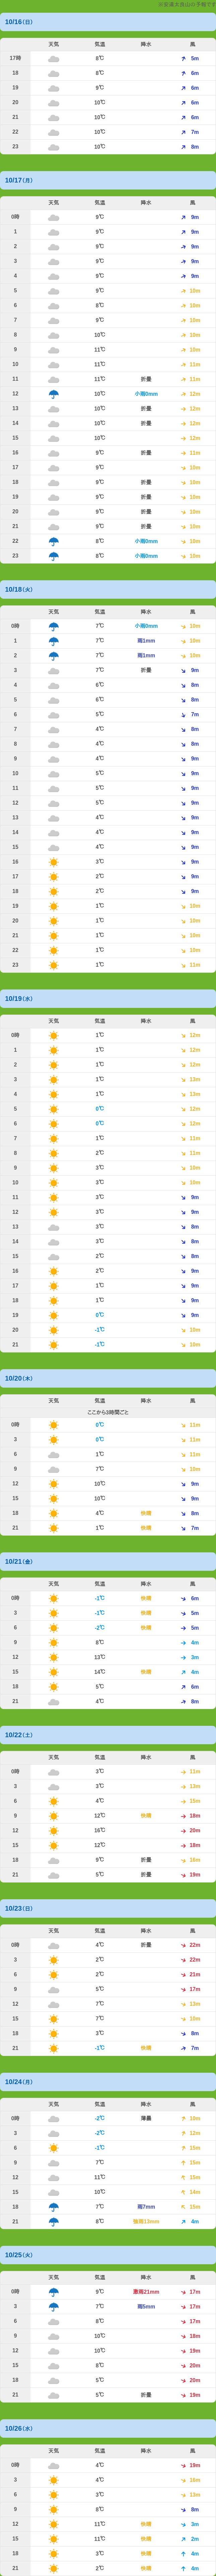 10/16(日)
天気 気温 降水 風
17時 8℃ 5m
18 8℃ 6m
19 9℃ 6m
20 10℃ 6m
21 10℃ 6m
22 10℃ 7m
23 10℃ 8m
10/17(月)
天気 気温 降水 風
0時 9℃ 9m
1 9℃ 9m
2 9℃ 9m
3 9℃ 9m
4 9℃ 9m
5 9℃ 10m
6 8℃ 10m
7 9℃ 10m
8 10℃ 10m
9 11℃ 10m
10 11℃ 11m
11 11℃ 折曇 11m
12 10℃ 小雨0mm 12m
13 10℃ 折曇 12m
14 10℃ 折曇 12m
15 10℃ 12m
16 9℃ 折曇 11m
17 9℃ 10m
18 9℃ 折曇 10m
19 9℃ 折曇 10m
20 9℃ 折曇 10m
21 9℃ 折曇 10m
22 8℃ 小雨0mm 10m
23 8℃ 小雨0mm 10m
10/18(火)
天気 気温 降水 風
0時 7℃ 小雨0mm 10m
1 7℃ 雨1mm 10m
2 7℃ 雨1mm 10m
3 7℃ 折曇 9m
4 6℃ 8m
5 6℃ 8m
6 5℃ 7m
7 4℃ 8m
8 4℃ 8m
9 4℃ 9m
10 5℃ 9m
11 5℃ 9m
12 5℃ 9m
13 4℃ 9m
14 4℃ 9m
15 4℃ 9m
16 3℃ 9m
17 2℃ 9m
18 2℃ 9m
19 1℃ 10m
20 1℃ 10m
21 1℃ 10m
22 1℃ 10m
23 1℃ 11m
10/19(水)
天気 気温 降水 風
0時 1℃ 12m
1 1℃ 12m
2 1℃ 12m
3 1℃ 13m
4 1℃ 13m
5 0℃ 12m
6 0℃ 12m
7 1℃ 11m
8 2℃ 11m
9 3℃ 10m
10 3℃ 10m
11 3℃ 9m
12 3℃ 9m
13 3℃ 8m
14 3℃ 8m
15 2℃ 8m
16 2℃ 9m
17 1℃ 9m
18 1℃ 9m
19 0℃ 9m
20 -1℃ 10m
21 -1℃ 10m
10/20(木)
天気 気温 降水 風
ここから3時間ごと
0時 0℃ 11m
3 0℃ 11m
6 1℃ 11m
9 7℃ 10m
12 10℃ 9m
15 10℃ 9m
18 4℃ 快晴 8m
21 1℃ 快晴 7m
10/21(金)
天気 気温 降水 風
0時 -1℃ 快晴 6m
3 -1℃ 快晴 5m
6 -2℃ 快晴 5m
9 8℃ 4m
12 13℃ 3m
15 14℃ 快晴 4m
18 5℃ 6m
21 4℃ 8m
10/22(土)
天気 気温 降水 風
0時 3℃ 11m
3 3℃ 13m
6 4℃ 15m
9 12℃ 快晴 18m
12 16℃ 20m
15 12℃ 18m
18 9℃ 折曇 16m
21 5℃ 折曇 19m
10/23(日)
天気 気温 降水 風
0時 4℃ 折曇 22m
3 2℃ 22m
6 2℃ 21m
9 5℃ 17m
12 7℃ 13m
15 7℃ 10m
18 3℃ 8m
21 -1℃ 快晴 7m
10/24(月)
天気 気温 降水 風
0時 -2℃ 薄曇 10m
3 -2℃ 12m
6 -1℃ 15m
9 7℃ 15m
12 11℃ 15m
15 10℃ 14m
18 7℃ 雨7mm 15m
21 8℃ 強雨13mm 4m
10/25(火)
天気 気温 降水 風
0時 9℃ 激雨21mm 17m
3 7℃ 雨5mm 17m
6 8℃ 17m
9 10℃ 18m
12 10℃ 19m
15 8℃ 20m
18 5℃ 20m
21 5℃ 折曇 19m
10/26(水)
天気 気温 降水 風
0時 4℃ 19m
3 4℃ 16m
6 3℃ 13m
9 8℃ 8m
12 11℃ 快晴 3m
15 11℃ 快晴 2m
18 3℃ 快晴 4m
21 2℃ 快晴 4m